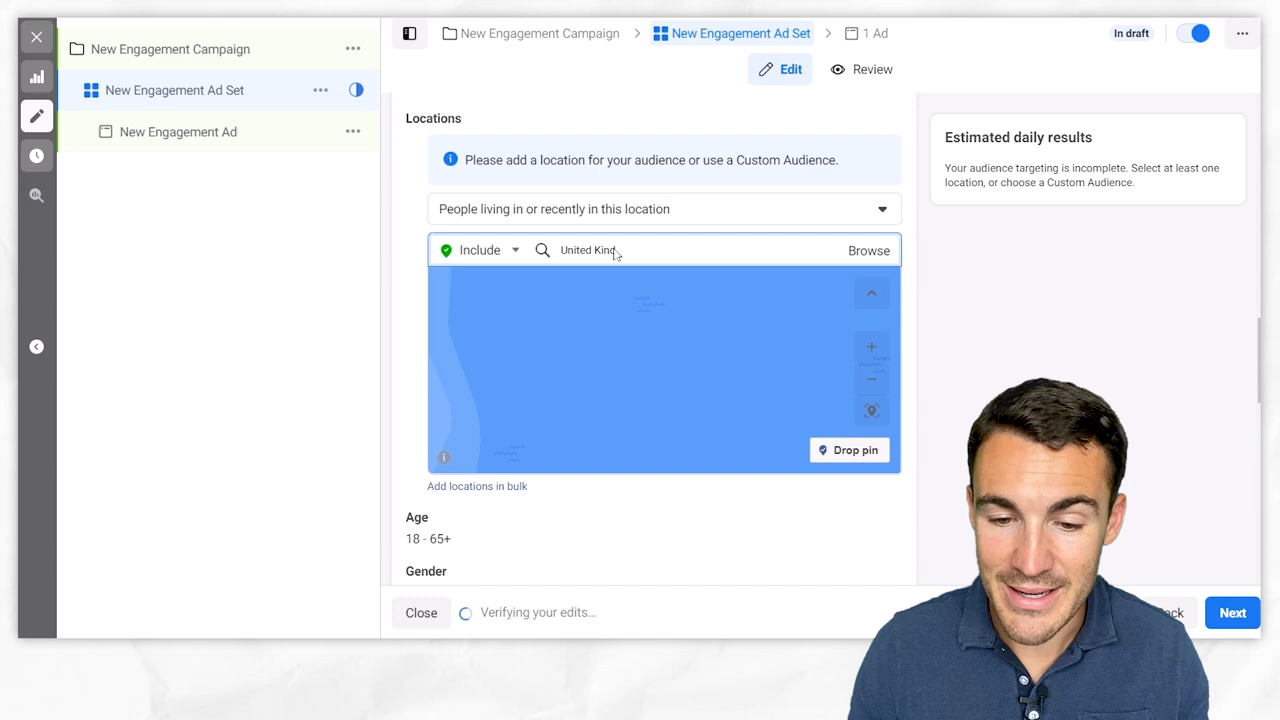 New Engagement Campaign
New Engagement Ad Set
New Engagement Ad
New Engagement Campaign
New Engagement Ad Set
1 Ad
In draft
Edit
Review
Locations
Please add a location for your audience or use a Custom Audience.
People living in or recently in this location
Include
United Kind
Browse
Drop pin
Add locations in bulk
Age
18 - 65+
Gender
Close
Verifying your edits...
Next
Estimated daily results
Your audience targeting is incomplete. Select at least one
location, or choose a Custom Audience.